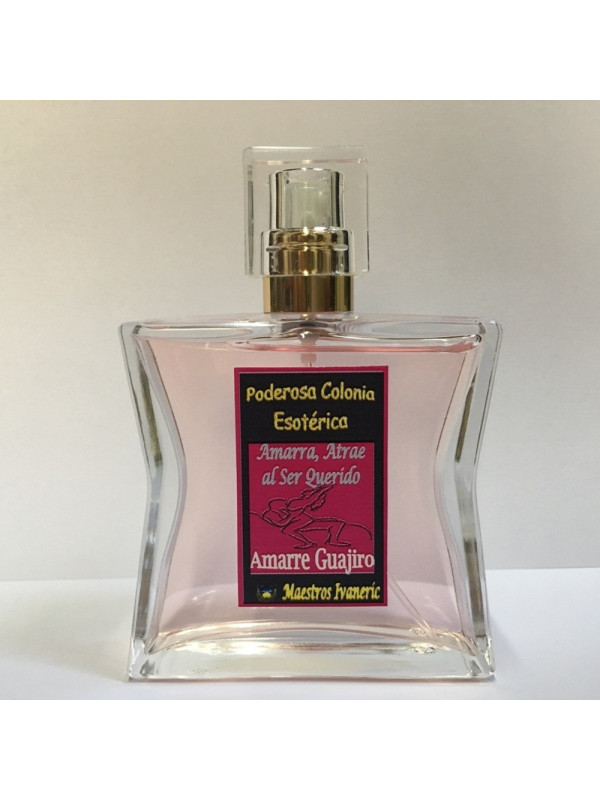 Poderosa Colonia
Esotérica
Amarra, Atrae
al Ser Querido
Amarre Guajiro
Maestros Ivaneric